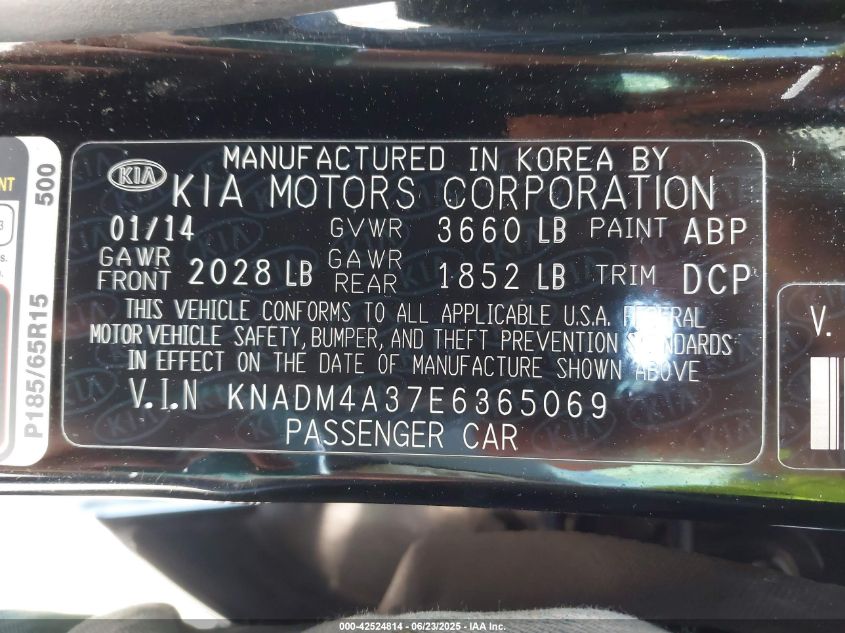 MANUFACTURED IN KOREA BY
KIA
KIA MOTORS CORPORATION
01/14 GVWR 3660 LB PAINT ABP
GAWR FRONT 2028 LB GAWR REAR 1852 LB TRIM DCP
THIS VEHICLE CONFORMS TO ALL APPLICABLE U.S.A. FEDERAL
MOTOR VEHICLE SAFETY, BUMPER, AND THEFT PREVENTION STANDARDS
IN EFFECT ON THE DATE OF MANUFACTURE SHOWN ABOVE
V.I.N KNADM4A37E6365069
PASSENGER CAR
P185/65R15 500
V.
000-42524814 - 06/23/2025 - IAA Inc.